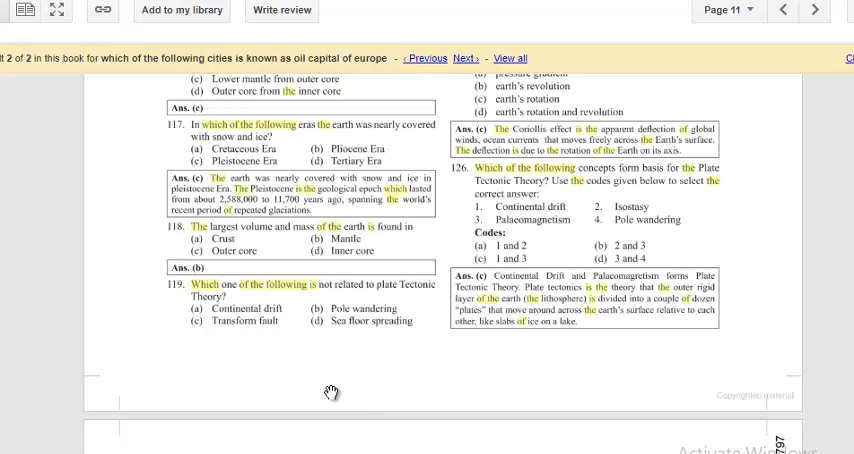 Add to my library
Write review
Page 11
lt 2 of 2 in this book for which of the following cities is known as oil capital of europe - ‹ Previous Next › - View all
Cl
(c) Lower mantle from outer core
(d) Outer core from the inner core
Ans. (c)
117. In which of the following eras the earth was nearly covered
with snow and ice?
(a) Cretaceous Era (b) Pliocene Era
(c) Pleistocene Era (d) Tertiary Era
Ans. (c) The earth was nearly covered with snow and ice in
pleistocene Era. The Pleistocene is the geological epoch which lasted
from about 2,588,000 to 11,700 years ago, spanning the world's
recent period of repeated glaciations.
118. The largest volume and mass of the earth is found in
(a) Crust (b) Mantle
(c) Outer core (d) Inner core
Ans. (b)
119. Which one of the following is not related to plate Tectonic
Theory?
(a) Continental drift (b) Pole wandering
(c) Transform fault (d) Sea floor spreading
(a) pressure gradient
(b) earth's revolution
(c) earth's rotation
(d) earth's rotation and revolution
Ans. (c) The Coriollis effect is the apparent deflection of global
winds, ocean currents that moves freely across the Earth's surface.
The deflection is due to the rotation of the Earth on its axis.
126. Which of the following concepts form basis for the Plate
Tectonic Theory? Use the codes given below to select the
correct answer:
1. Continental drift 2. Isostasy
3. Palaeomagnetism 4. Pole wandering
Codes:
(a) 1 and 2 (b) 2 and 3
(c) 1 and 3 (d) 3 and 4
Ans. (c) Continental Drift and Palaeomagnetism forms Plate
Tectonic Theory. Plate tectonics is the theory that the outer rigid
layer of the earth (the lithosphere) is divided into a couple of dozen
"plates" that move around across the earth's surface relative to each
other, like slabs of ice on a lake.
Copyrighted material
797
Activate Windows